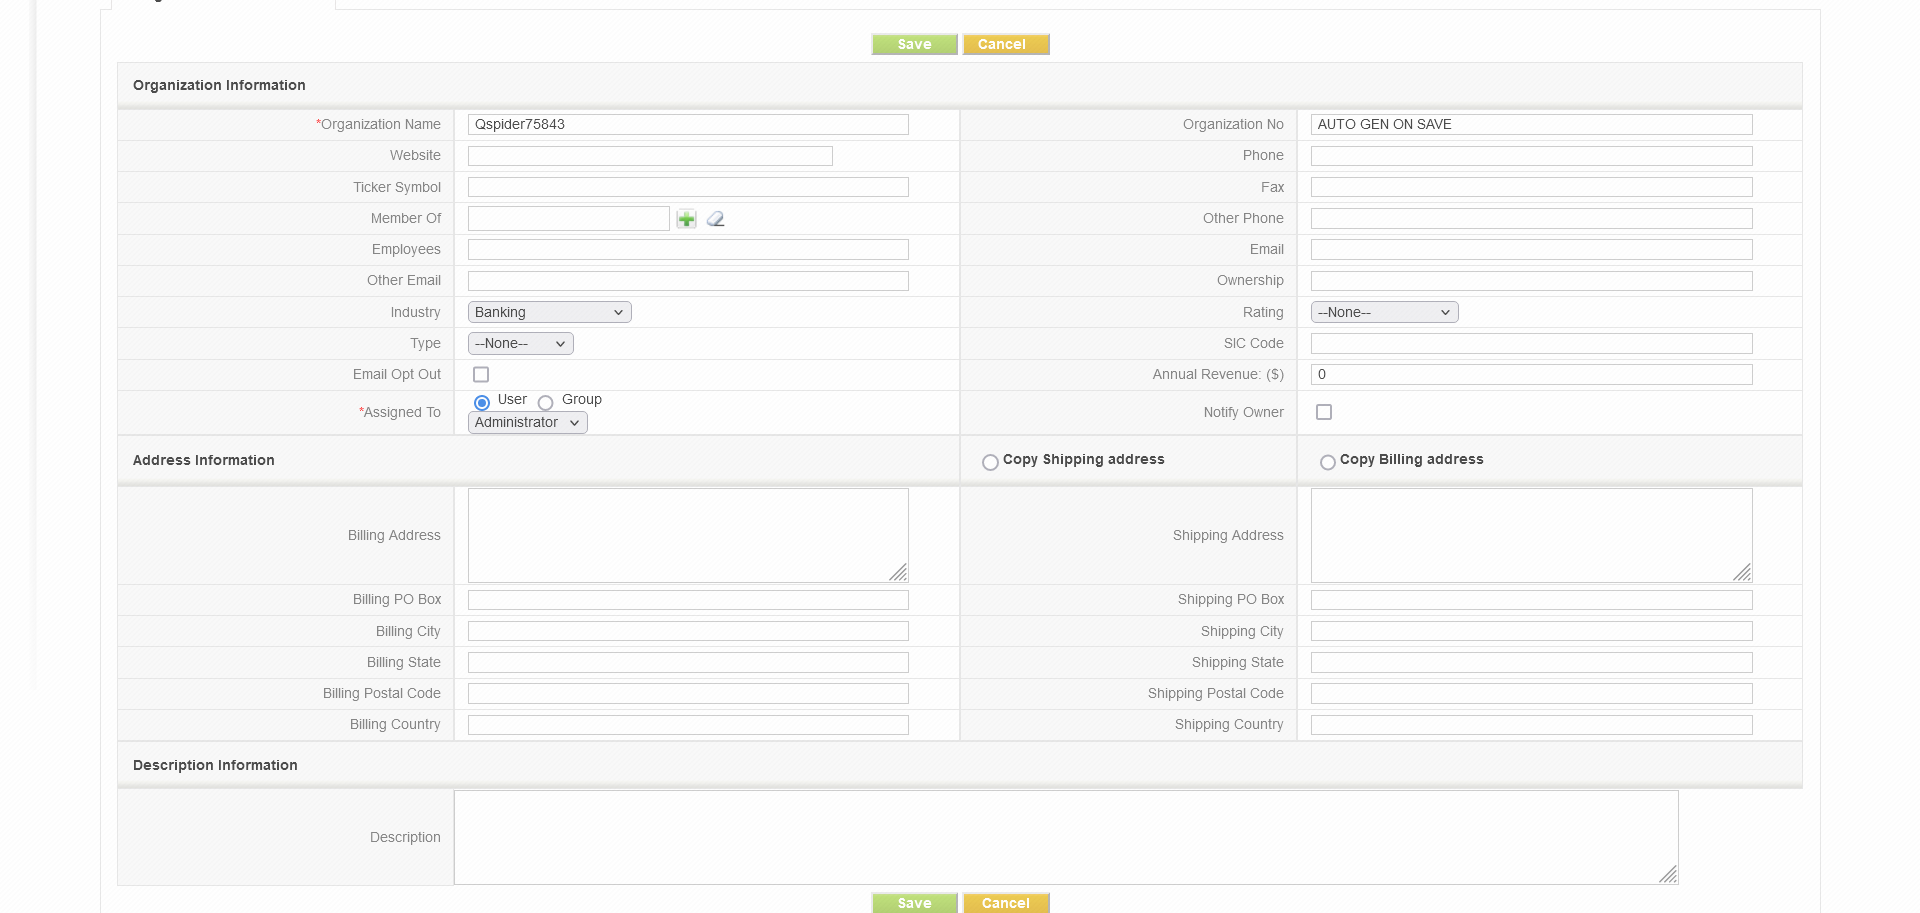 Save Cancel
Organization Information
*Organization Name Qspider75843 Organization No AUTO GEN ON SAVE
Website Phone
Ticker Symbol Fax
Member Of Other Phone
Employees Email
Other Email Ownership
Industry Banking Rating --None--
Type --None-- SIC Code
Email Opt Out Annual Revenue: ($) 0
*Assigned To User Group Administrator Notify Owner
Address Information Copy Shipping address Copy Billing address
Billing Address Shipping Address
Billing PO Box Shipping PO Box
Billing City Shipping City
Billing State Shipping State
Billing Postal Code Shipping Postal Code
Billing Country Shipping Country
Description Information
Description
Save Cancel